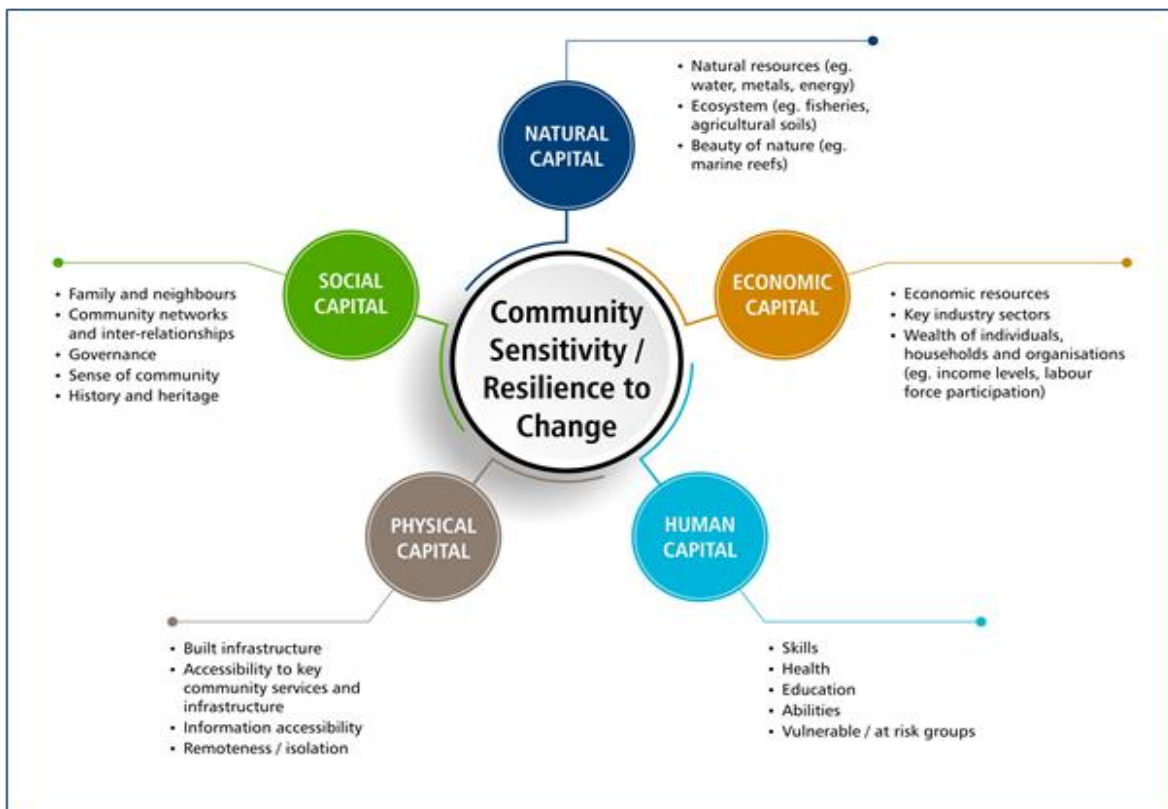 NATURAL
CAPITAL
• Natural resources (eg.
water, metals, energy)
• Ecosystem (eg. fisheries,
agricultural soils)
• Beauty of nature (eg.
marine reefs)
SOCIAL
CAPITAL
• Family and neighbours
• Community networks
and inter-relationships
• Governance
• Sense of community
• History and heritage
Community
Sensitivity /
Resilience to
Change
ECONOMIC
CAPITAL
• Economic resources
• Key industry sectors
• Wealth of individuals,
households and organisations
(eg. income levels, labour
force participation)
PHYSICAL
CAPITAL
• Built infrastructure
• Accessibility to key
community services and
infrastructure
• Information accessibility
• Remoteness / isolation
HUMAN
CAPITAL
• Skills
• Health
• Education
• Abilities
• Vulnerable / at risk groups